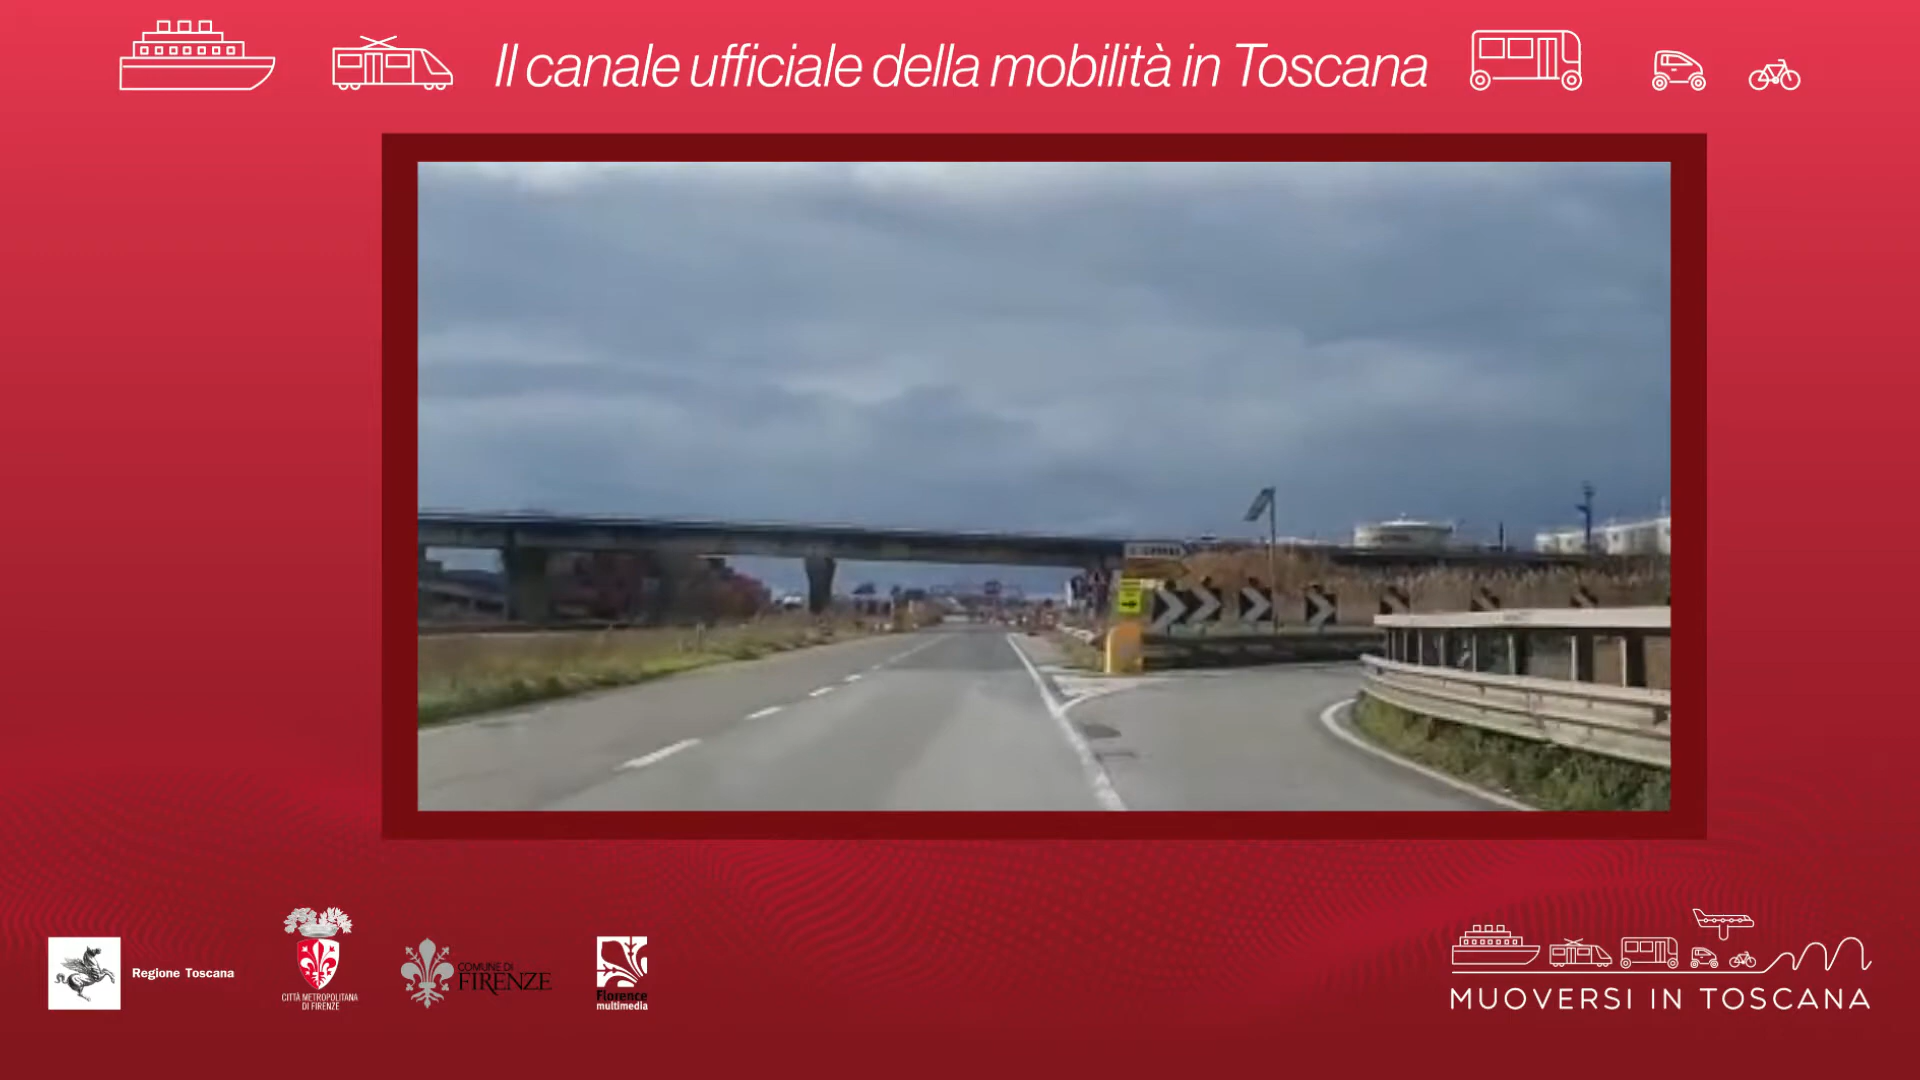 Il canale ufficiale della mobilità in Toscana
Regione Toscana
CITTÀ METROPOLITANA
DI FIRENZE
COMUNE DI
FIRENZE
Florence
multimedia
MUOVERSI IN TOSCANA